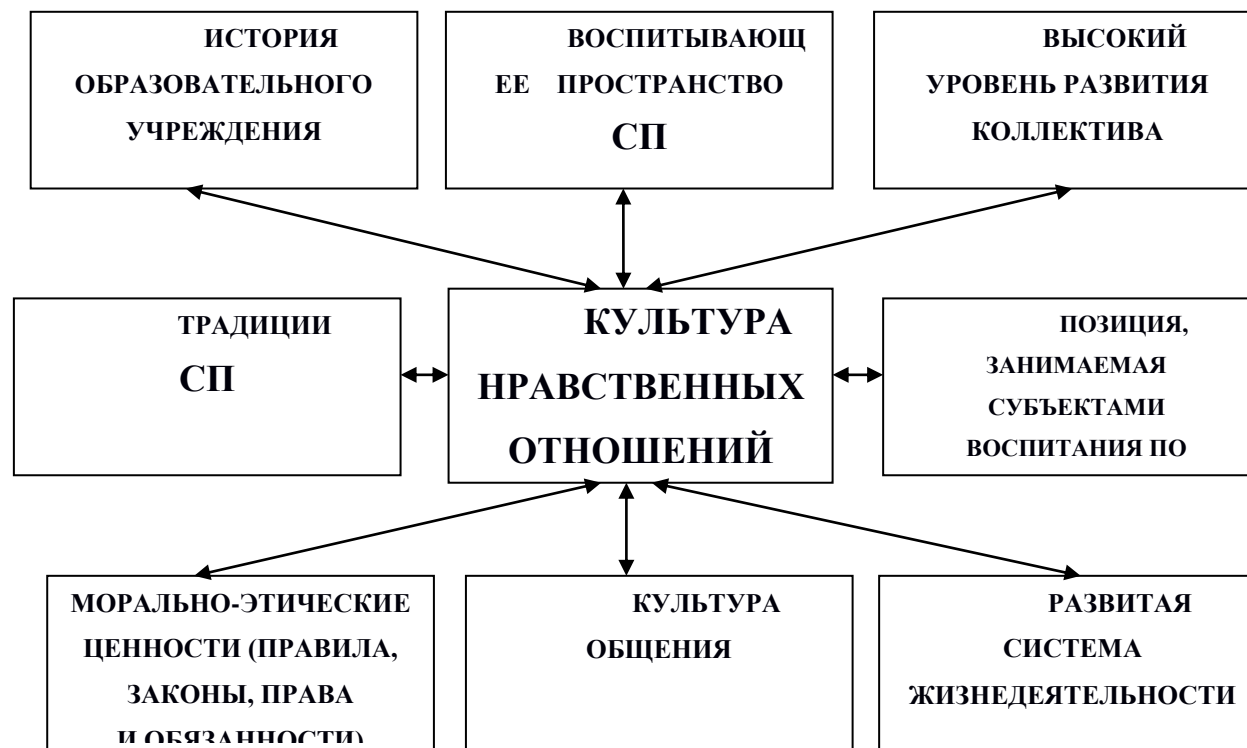 ИСТОРИЯ
ОБРАЗОВАТЕЛЬНОГО
УЧРЕЖДЕНИЯ
ВОСПИТЫВАЮЩ
ЕЕ ПРОСТРАНСТВО
СП
ВЫСОКИЙ
УРОВЕНЬ РАЗВИТИЯ
КОЛЛЕКТИВА
ТРАДИЦИИ
СП
КУЛЬТУРА
НРАВСТВЕННЫХ
ОТНОШЕНИЙ
ПОЗИЦИЯ,
ЗАНИМАЕМАЯ
СУБЪЕКТАМИ
ВОСПИТАНИЯ ПО
МОРАЛЬНО-ЭТИЧЕСКИЕ
ЦЕННОСТИ (ПРАВИЛА,
ЗАКОНЫ, ПРАВА
И ОБЯЗАННОСТИ)
КУЛЬТУРА
ОБЩЕНИЯ
РАЗВИТАЯ
СИСТЕМА
ЖИЗНЕДЕЯТЕЛЬНОСТИ